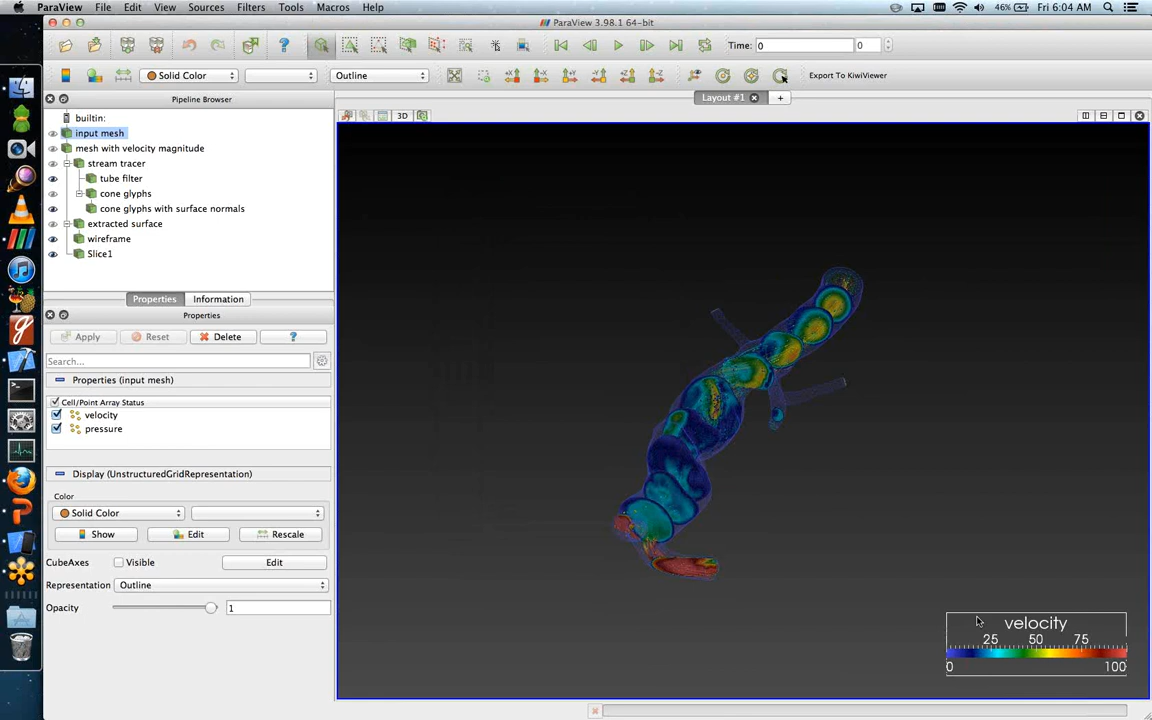 ParaView File Edit View Sources Filters Tools Macros Help 46% Fri 6:04 AM
ParaView 3.98.1 64-bit
Time: 0 0
Solid Color Outline Export To KiwiViewer
Layout #1 +
Pipeline Browser
3D
builtin:
input mesh
mesh with velocity magnitude
stream tracer
tube filter
cone glyphs
cone glyphs with surface normals
extracted surface
wireframe
Slice1
Properties Information
Properties
Apply Reset Delete ?
Search...
Properties (input mesh)
Cell/Point Array Status
velocity
pressure
Display (UnstructuredGridRepresentation)
Color
Solid Color
Show Edit Rescale
CubeAxes Visible Edit
Representation Outline
Opacity 1
velocity
25 50 75
0 100